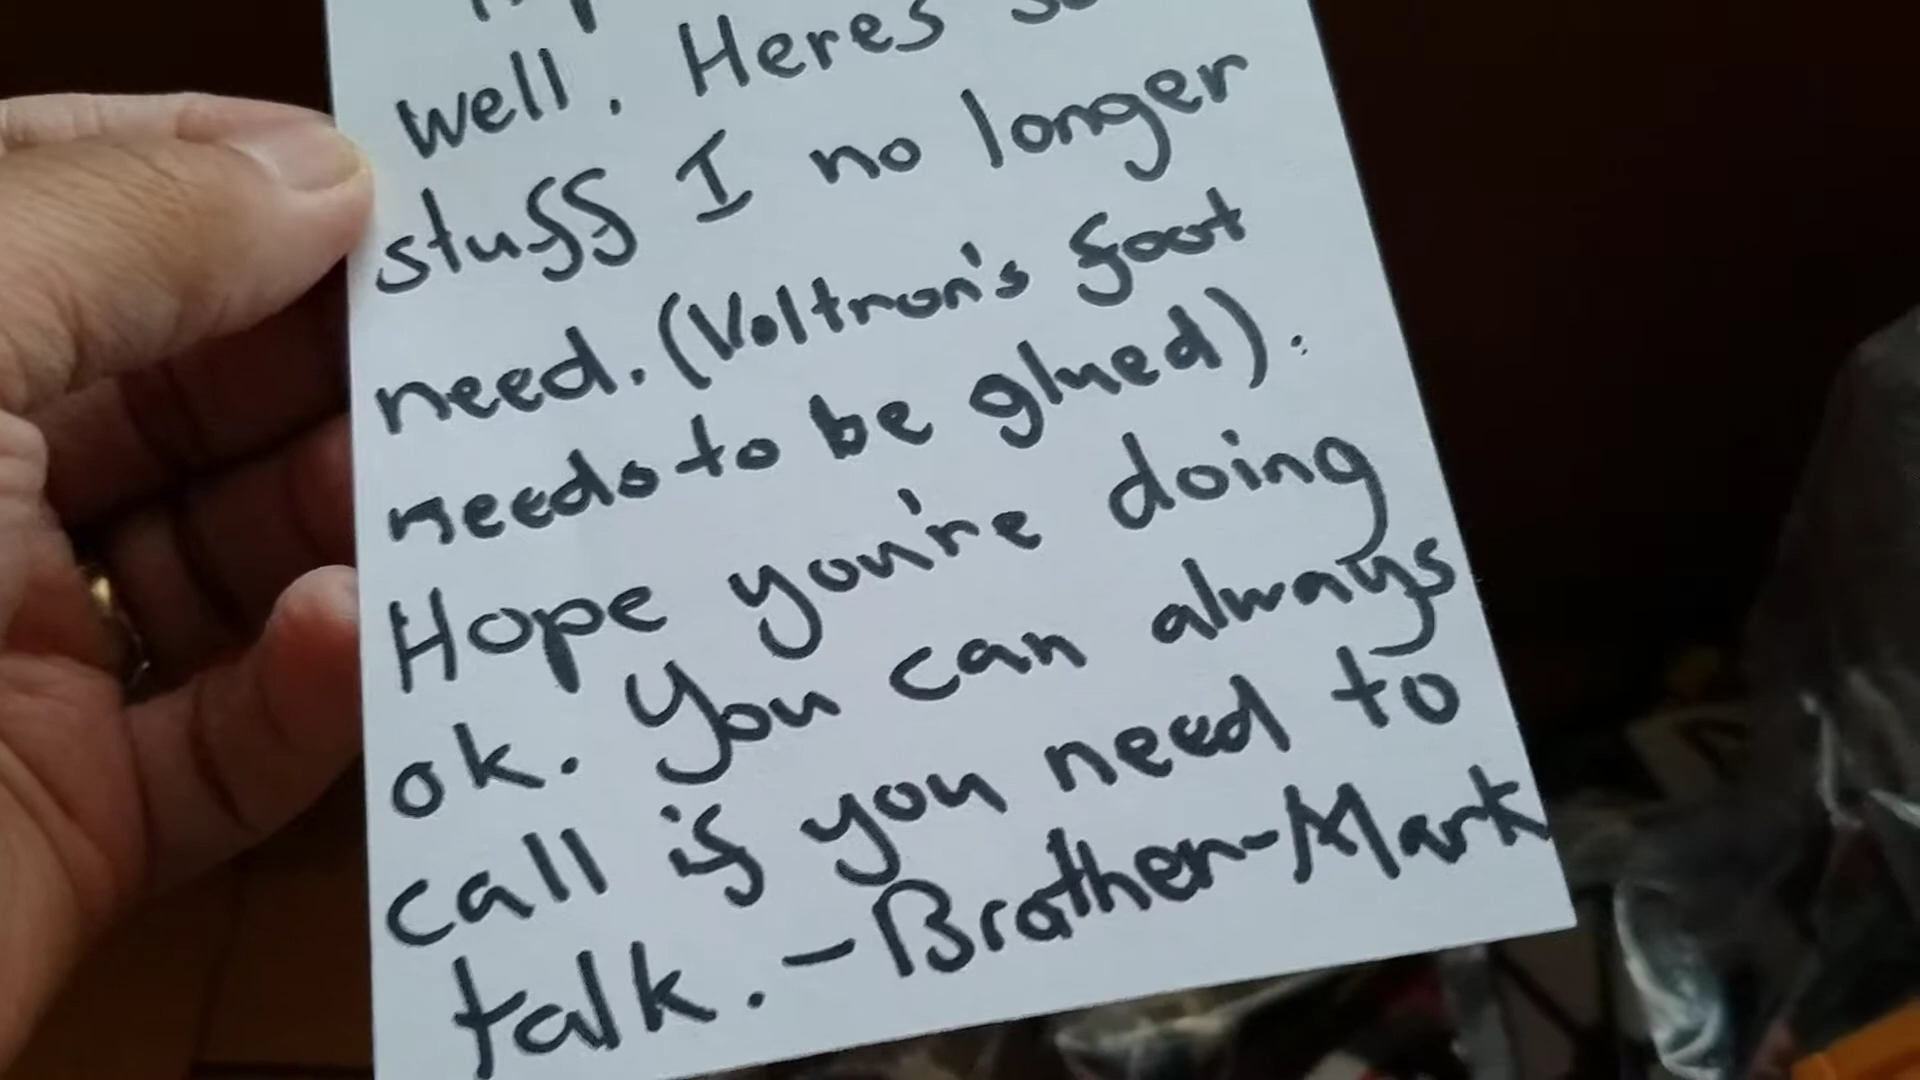 well. Heres
stuff I no longer
need. (Voltron's foot
needs to be glued).
Hope you're doing
ok. You can always
call if you need to
talk. - Brother-Mark